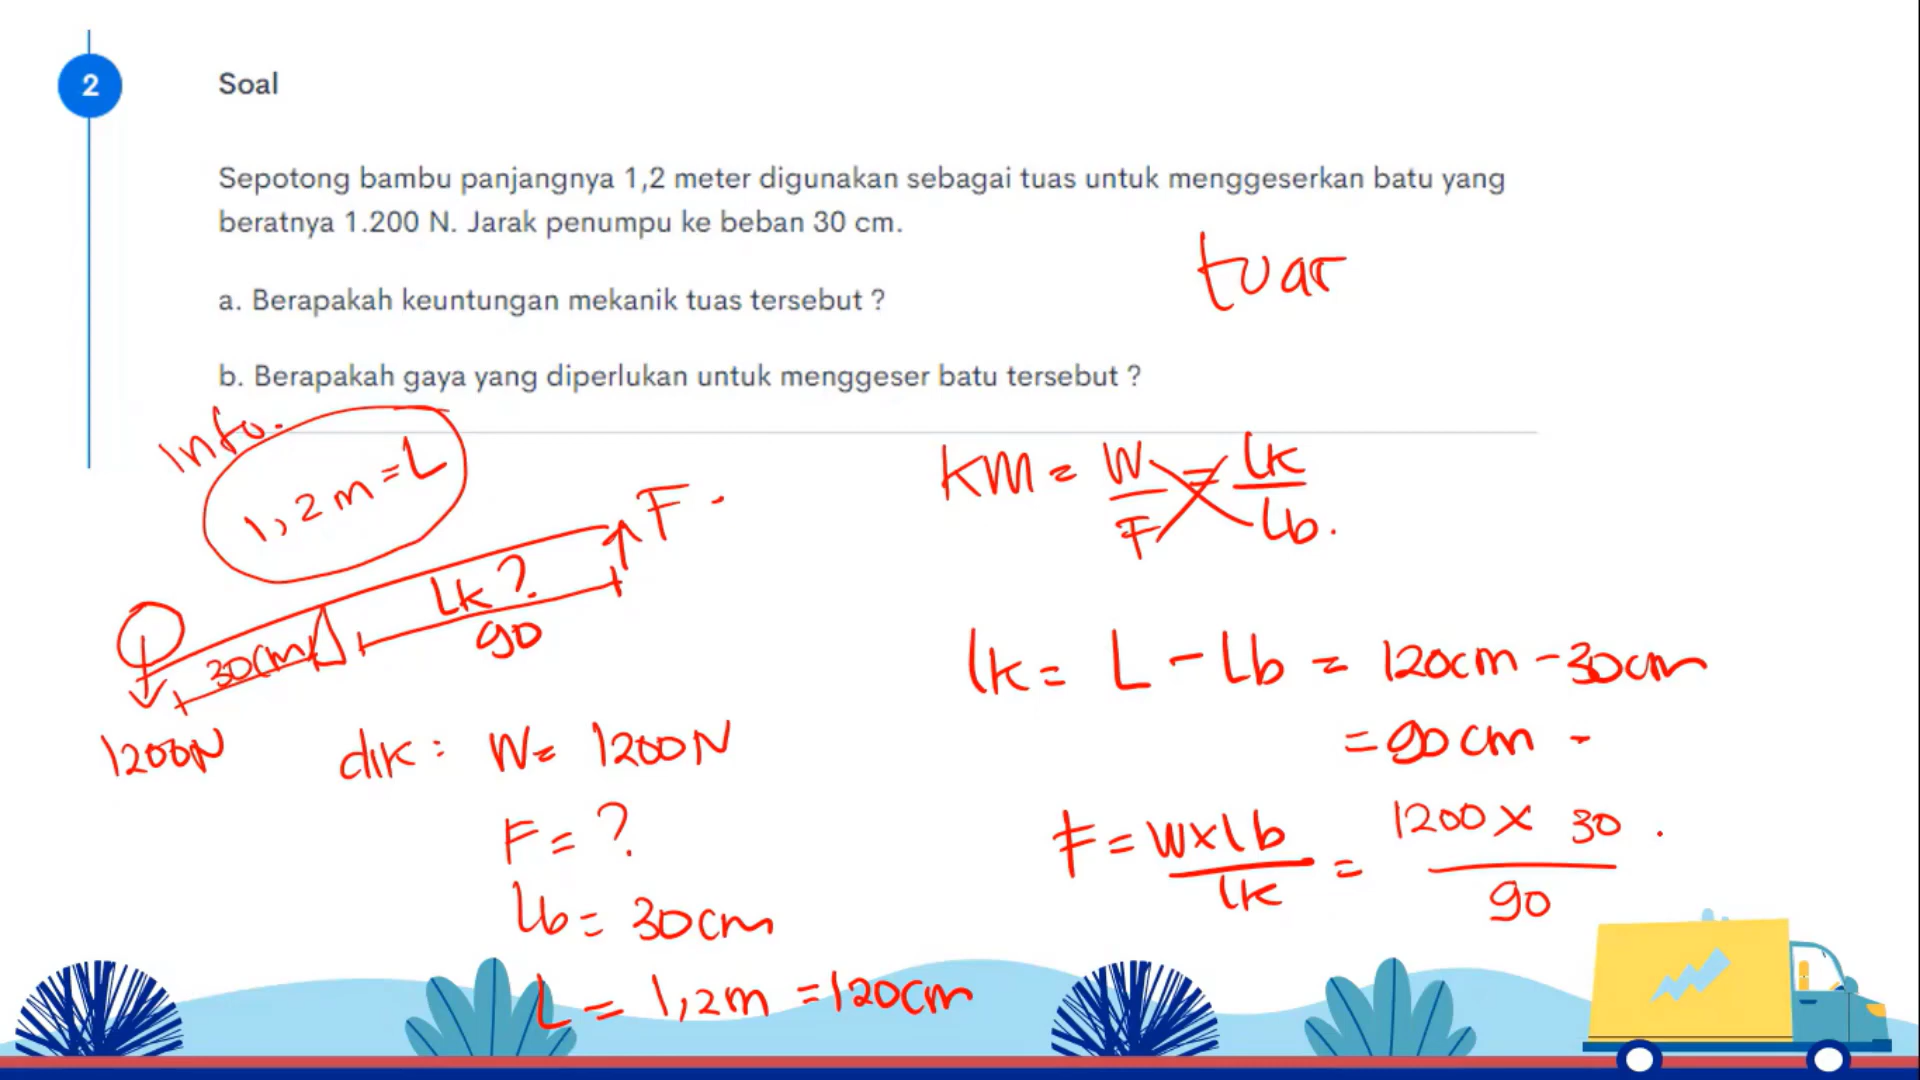 2
Soal
Sepotong bambu panjangnya 1,2 meter digunakan sebagai tuas untuk menggeserkan batu yang
beratnya 1.200 N. Jarak penumpu ke beban 30 cm.
tuas
a. Berapakah keuntungan mekanik tuas tersebut ?
b. Berapakah gaya yang diperlukan untuk menggeser batu tersebut ?
Info.
1,2 m = L
F
lk ?
90
30cm
1200N
dik : W = 1200N
F = ?
lb = 30cm
L = 1,2m = 120cm
KM = W/F = lk/lb.
lk = L - lb = 120cm - 30cm
= 90cm
F = W x lb / lk = 1200 x 30 / 90